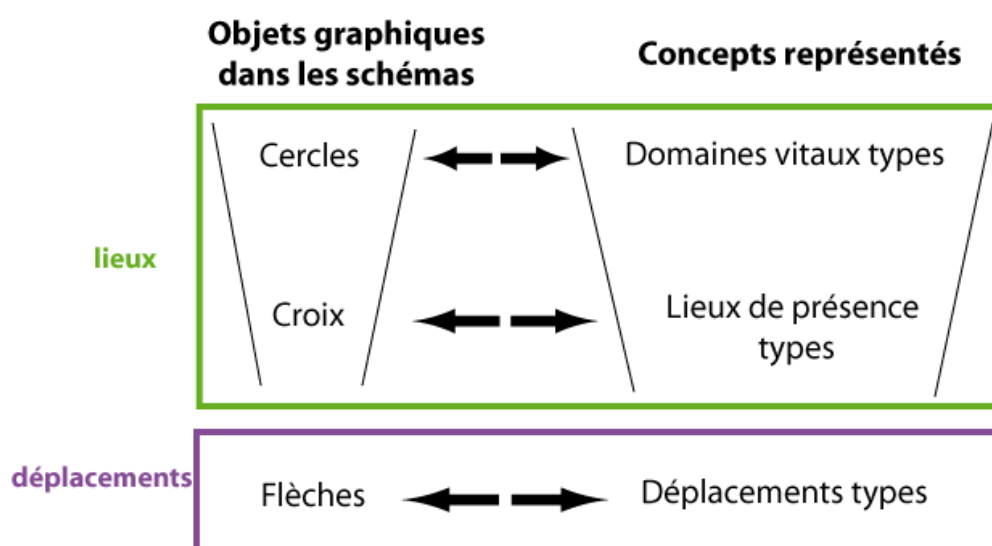 Objets graphiques
dans les schémas
Concepts représentés
Cercles
Domaines vitaux types
lieux
Croix
Lieux de présence
types
déplacements
Flèches
Déplacements types